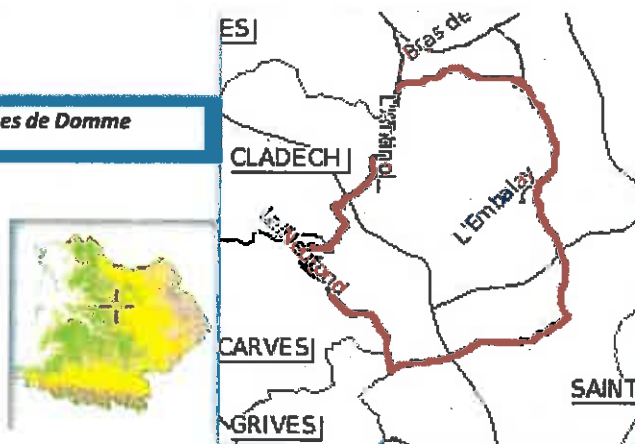 es de Domme
ES
Bras de
CLADECH
L'Embalay
CARVES
SAINT
GRIVES